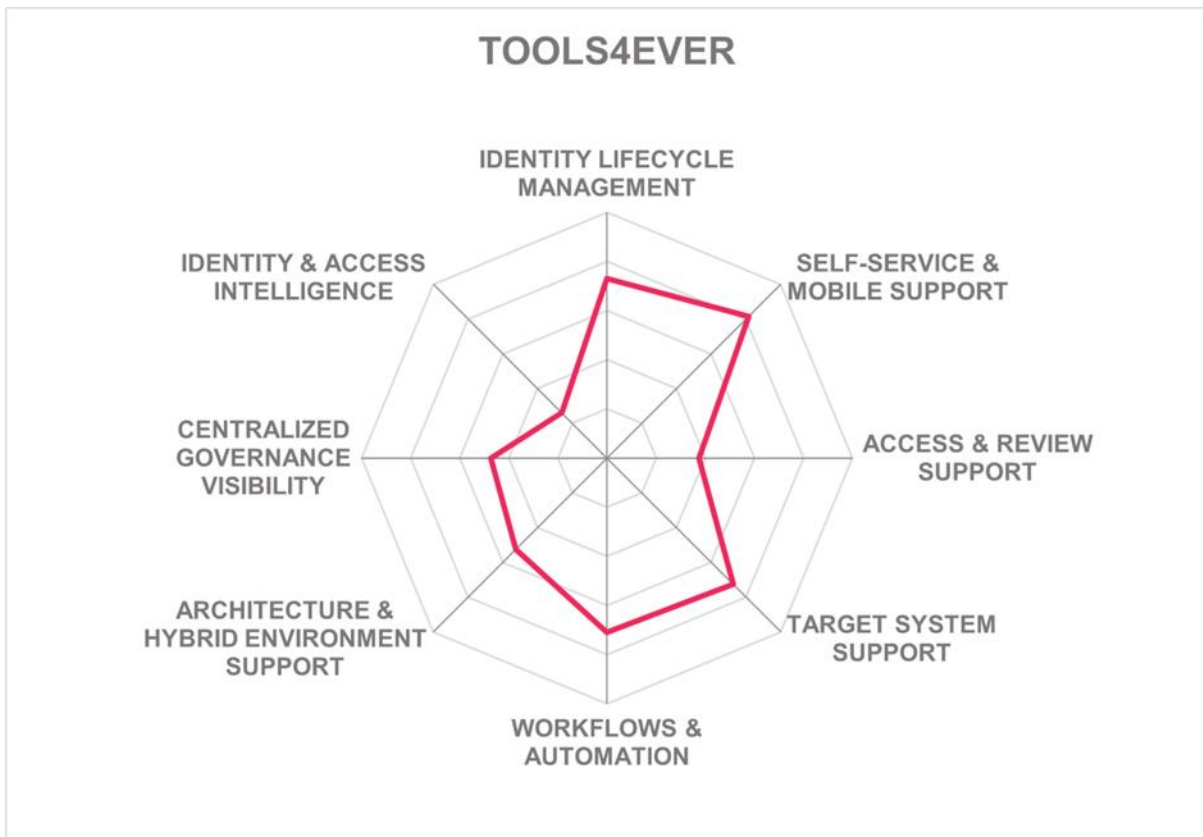 TOOLS4EVER
IDENTITY LIFECYCLE
MANAGEMENT
SELF-SERVICE &
MOBILE SUPPORT
ACCESS & REVIEW
SUPPORT
TARGET SYSTEM
SUPPORT
WORKFLOWS &
AUTOMATION
ARCHITECTURE &
HYBRID ENVIRONMENT
SUPPORT
CENTRALIZED
GOVERNANCE
VISIBILITY
IDENTITY & ACCESS
INTELLIGENCE